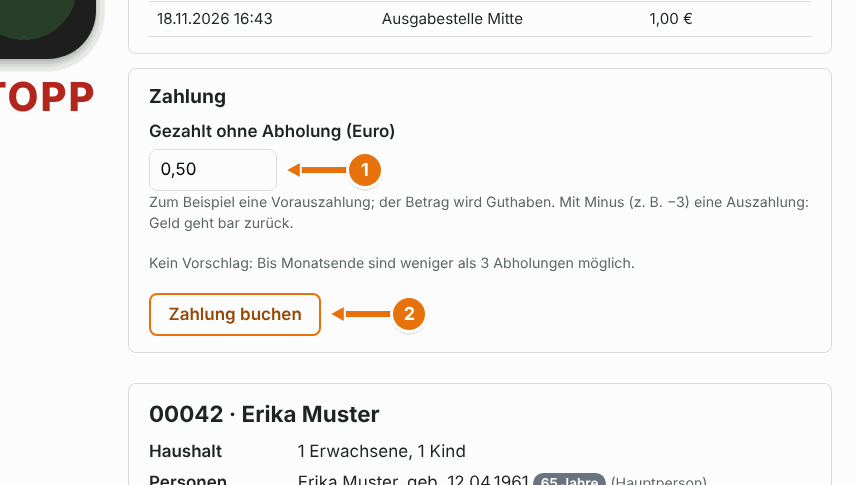 18.11.2026 16:43 Ausgabestelle Mitte 1,00 €
TOPP
Zahlung
Gezahlt ohne Abholung (Euro)
0,50
1
Zum Beispiel eine Vorauszahlung; der Betrag wird Guthaben. Mit Minus (z. B. −3) eine Auszahlung:
Geld geht bar zurück.
Kein Vorschlag: Bis Monatsende sind weniger als 3 Abholungen möglich.
Zahlung buchen
2
00042 · Erika Muster
Haushalt 1 Erwachsene, 1 Kind
Personen Erika Muster, geb. 12.04.1961 65 Jahre (Hauptperson)